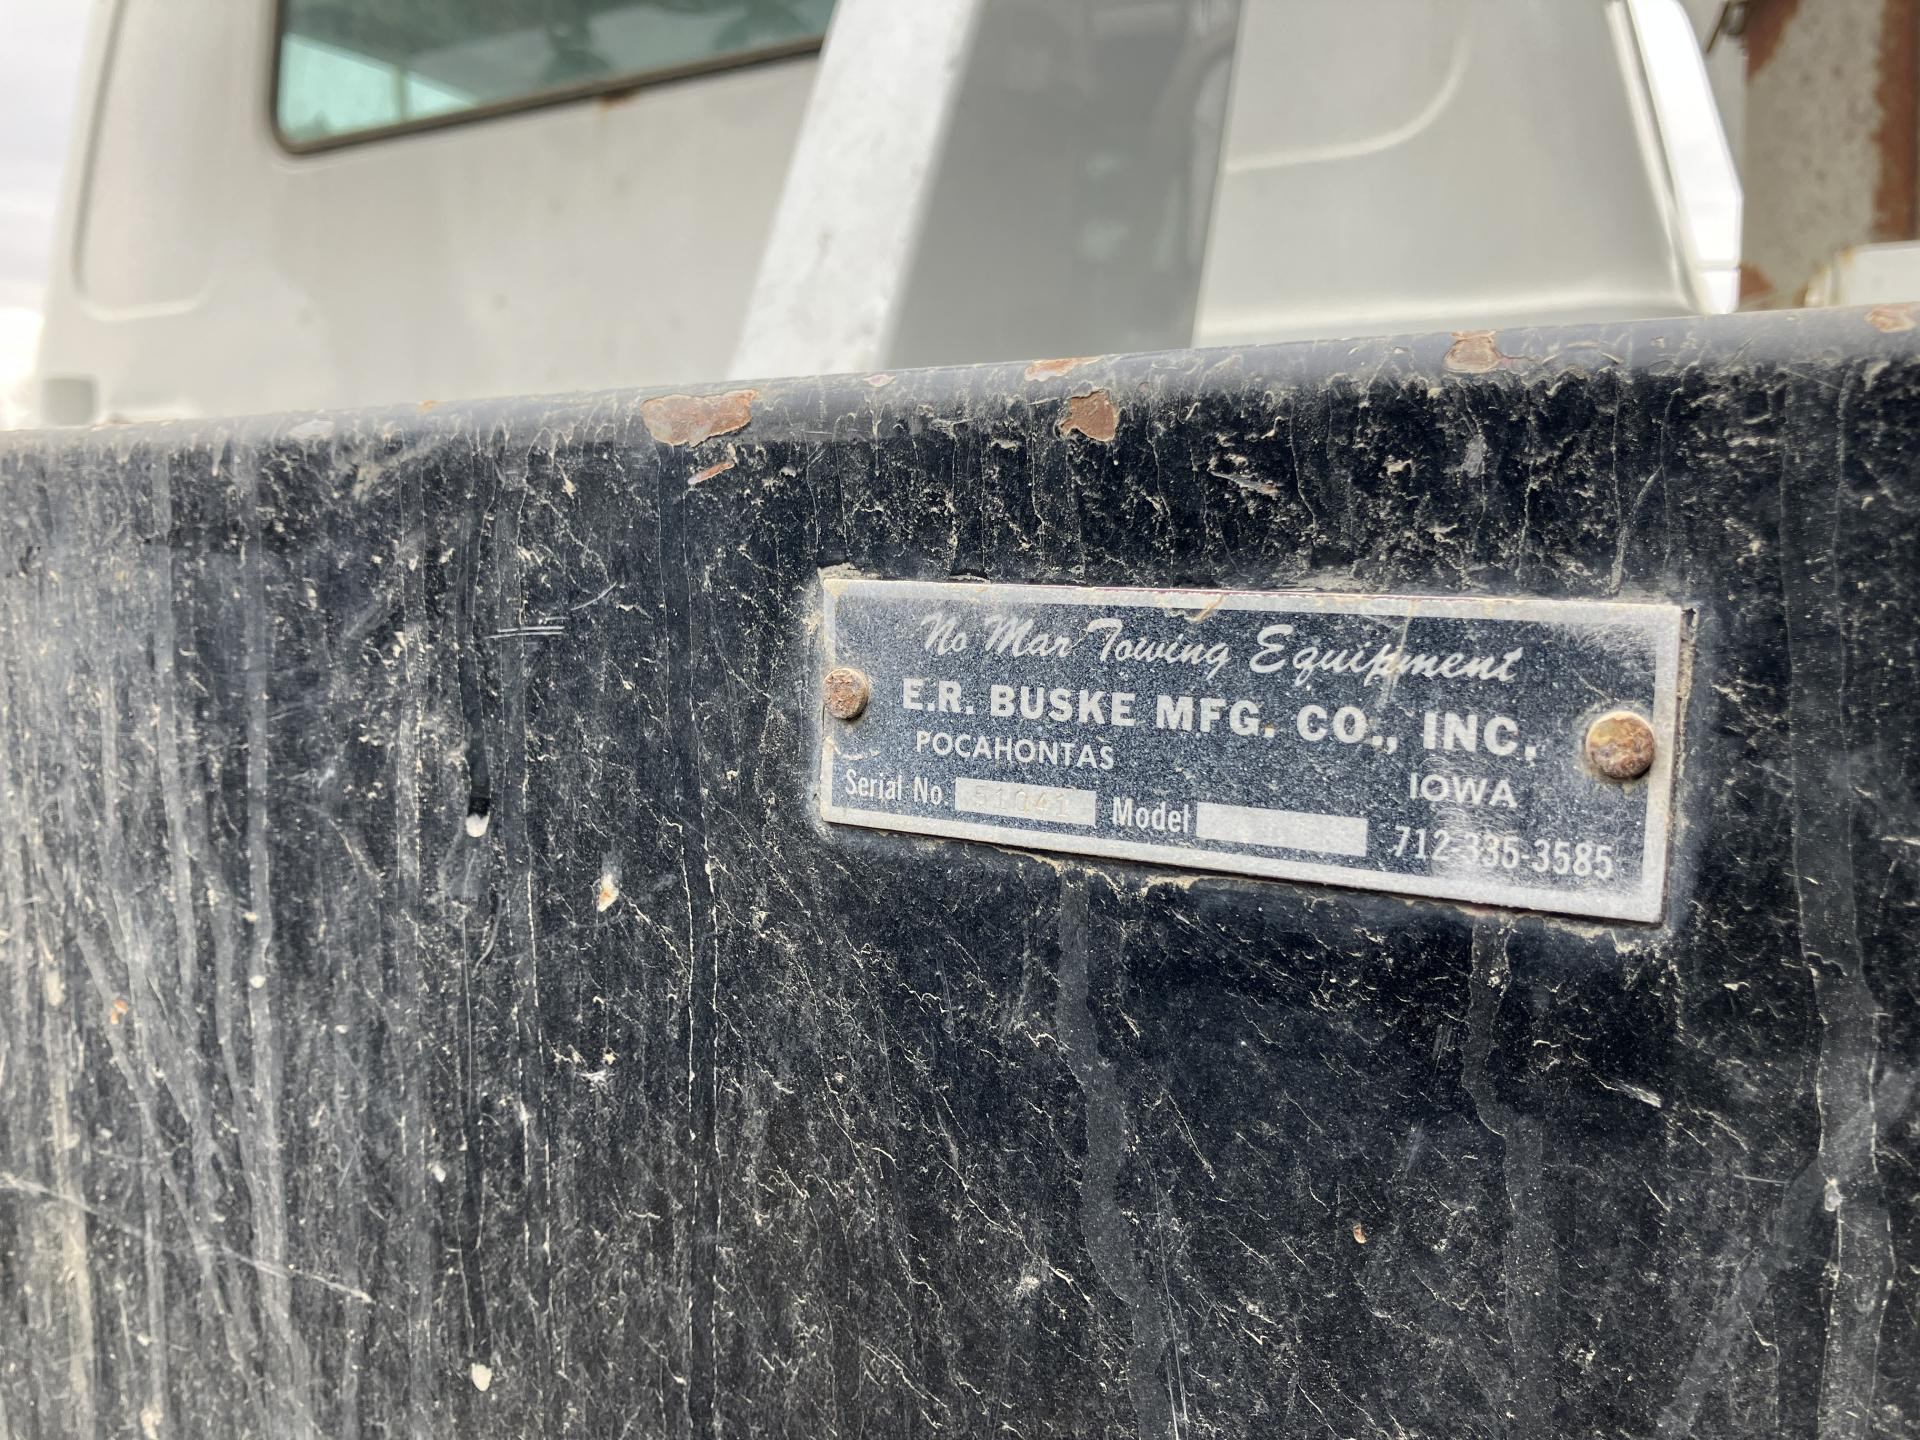 No Mar Towing Equipment
E.R. BUSKE MFG. CO., INC.
POCAHONTAS IOWA
Serial No. 51041 Model 712-335-3585